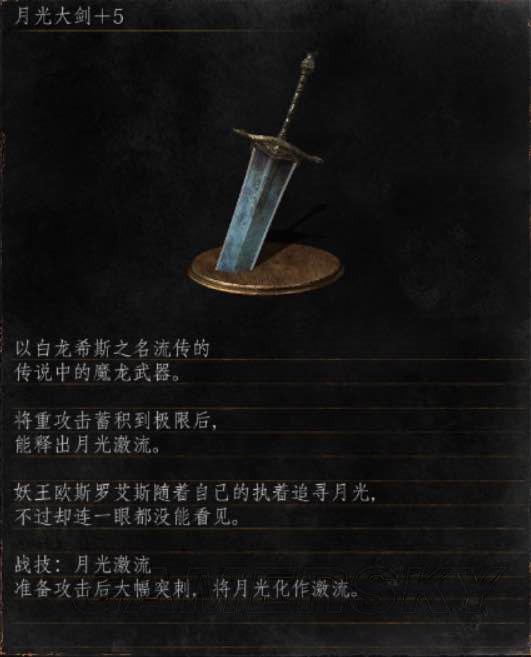 月光大剑+5
以白龙希斯之名流传的
传说中的魔龙武器。
将重攻击蓄积到极限后,
能释出月光激流。
妖王欧斯罗艾斯随着自己的执着追寻月光,
不过却连一眼都没能看见。
战技: 月光激流
准备攻击后大幅突刺, 将月光化作激流。
GAMERSKY